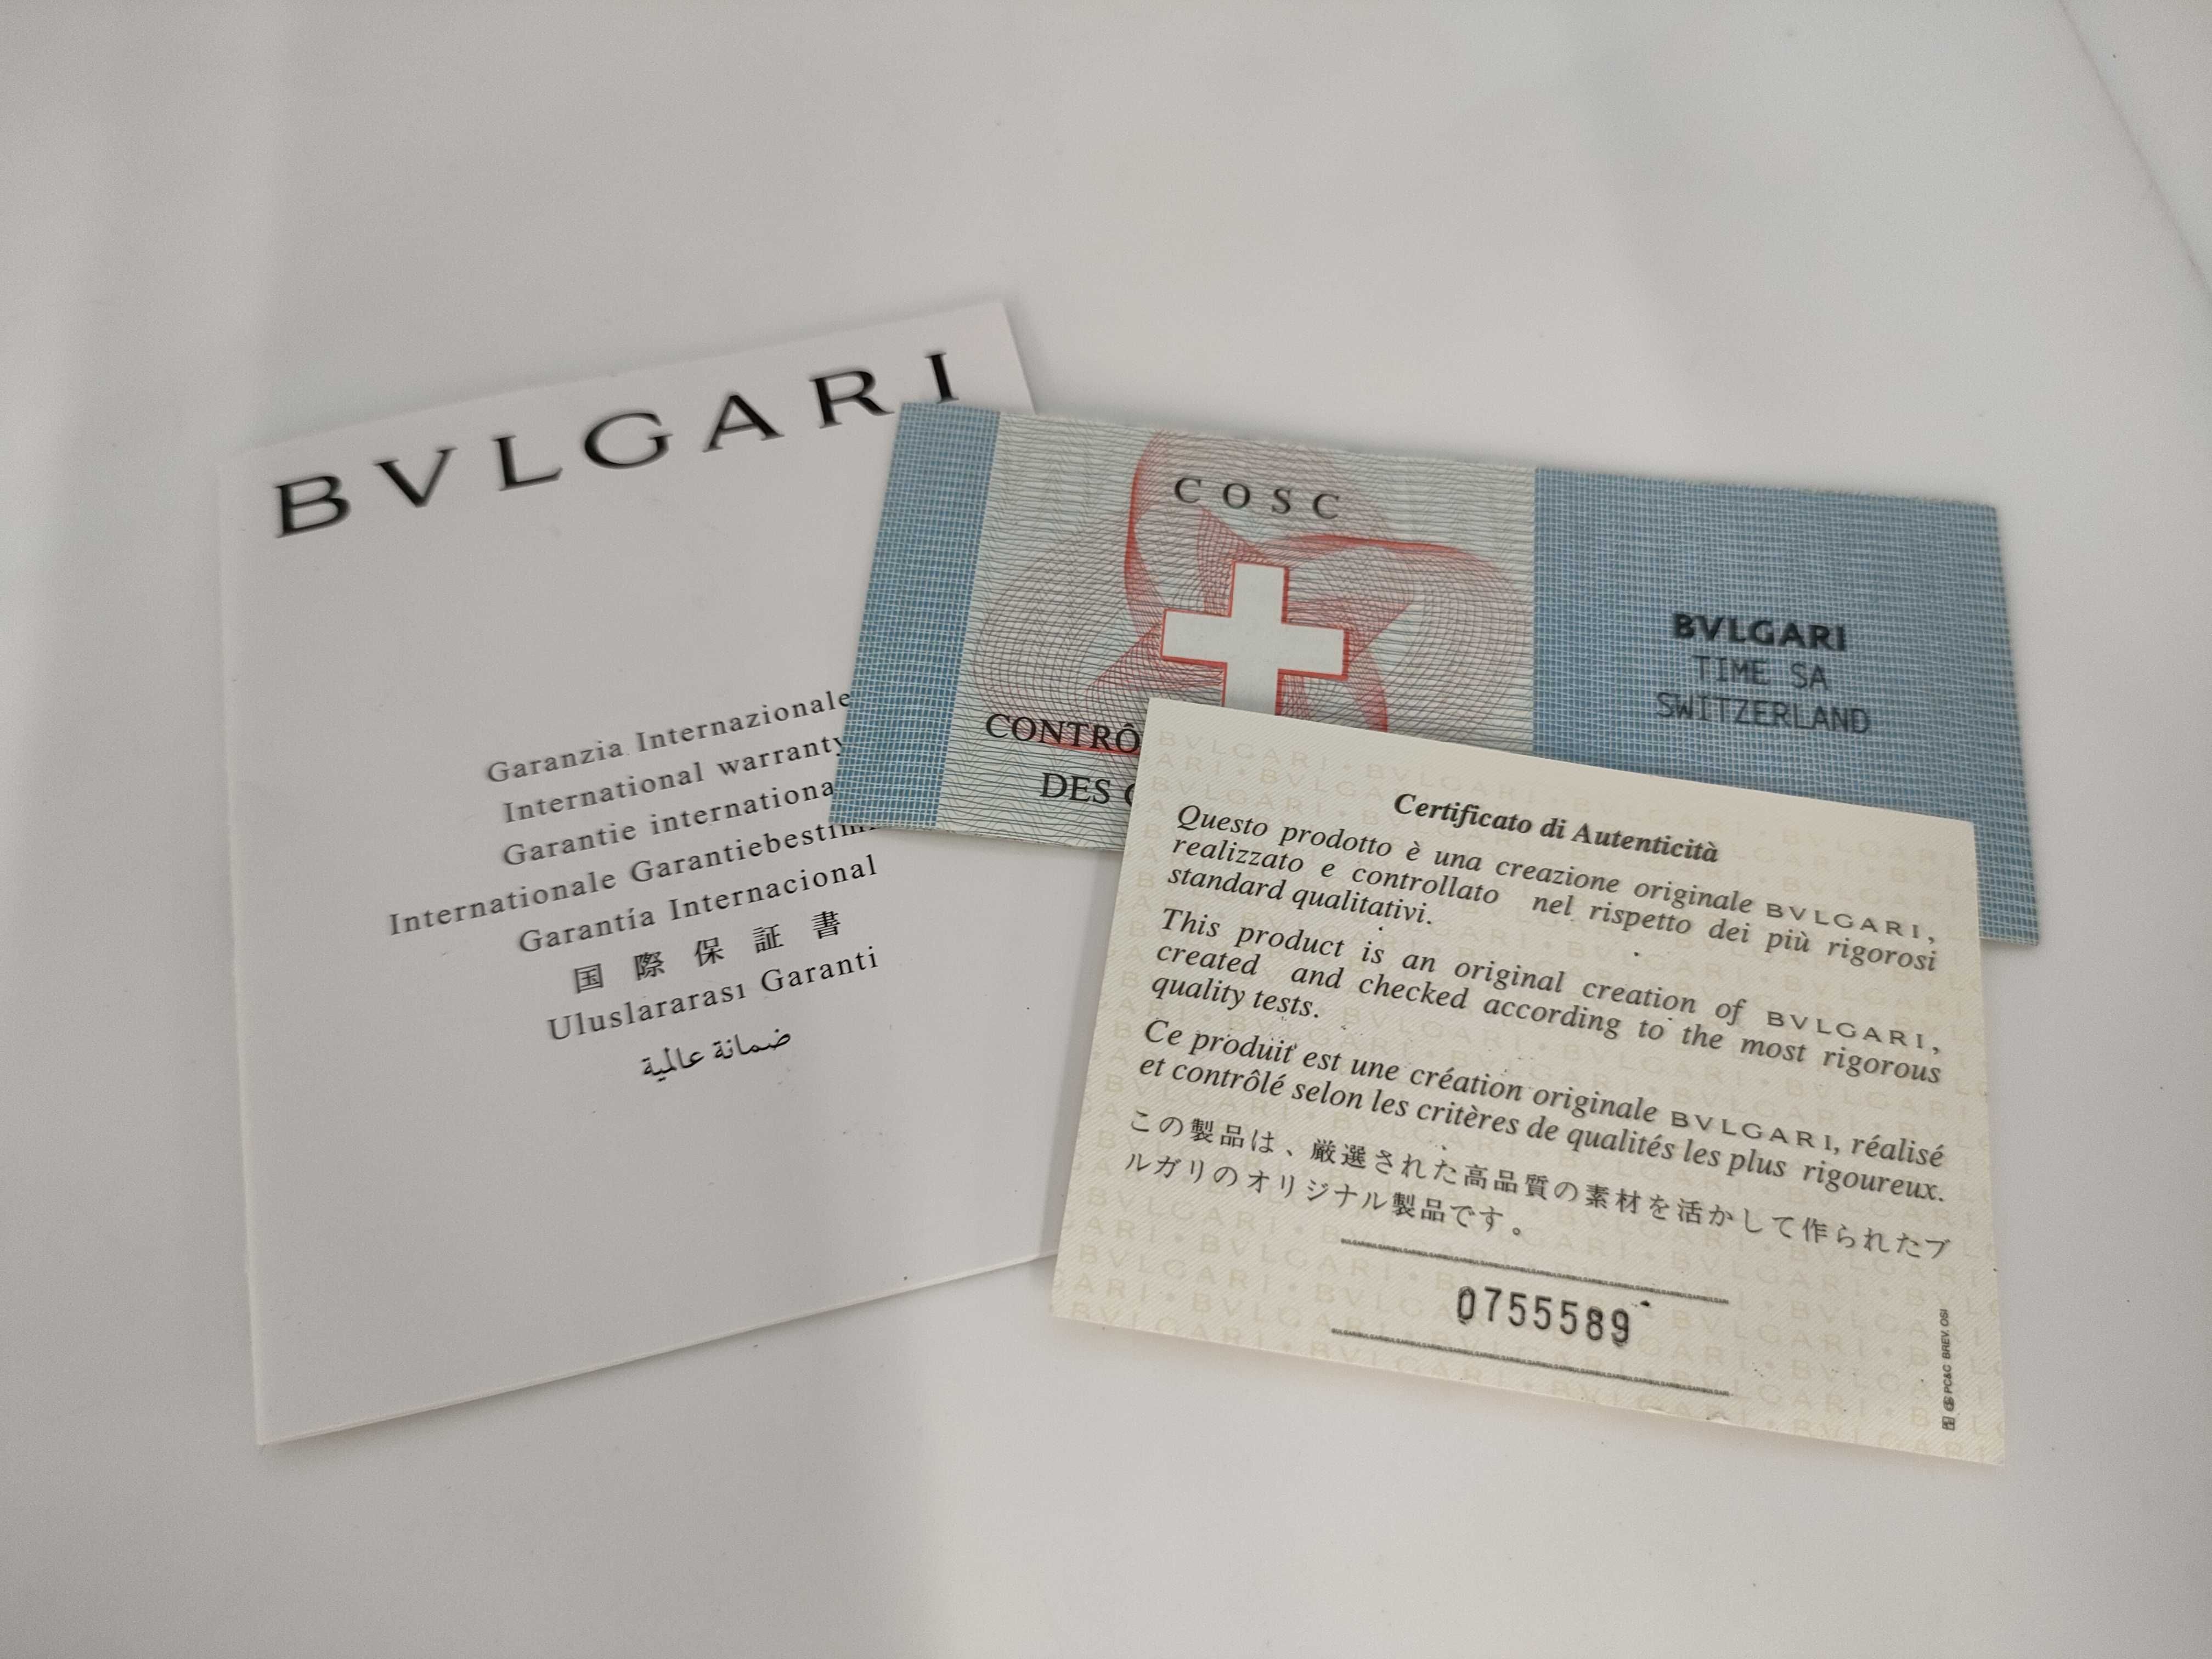 BVLGARI
Garanzia Internazionale
International warranty
Garantie internationa
Internationale Garantiebestim
Garantía Internacional
国際保証書
Uluslararası Garanti
ضمانة عالمية
COSC
CONTRÔ
DES
BVLGARI
TIME SA
SWITZERLAND
Certificato di Autenticità
Questo prodotto è una creazione originale BVLGARI,
realizzato e controllato nel rispetto dei più rigorosi
standard qualitativi.
This product is an original creation of BVLGARI,
created and checked according to the most rigorous
quality tests.
Ce produit est une création originale BVLGARI, réalisé
et contrôlé selon les critères de qualités les plus rigoureux.
この製品は、厳選された高品質の素材を活かして作られたブ
ルガリのオリジナル製品です。
0755589
PC&C BREV. OSI